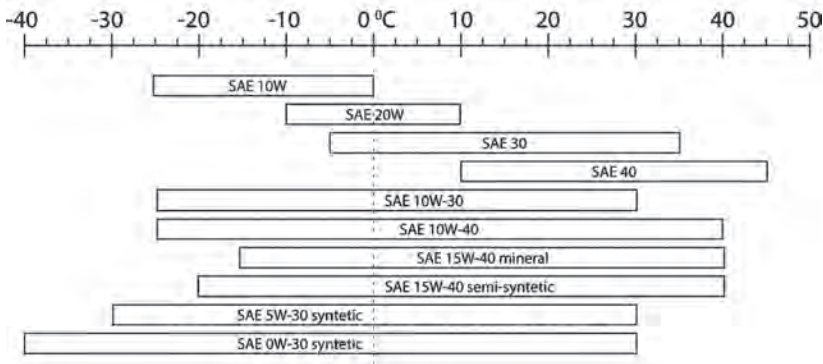 -40 -30 -20 -10 0 °C 10 20 30 40 50
SAE 10W
SAE 20W
SAE 30
SAE 40
SAE 10W-30
SAE 10W-40
SAE 15W-40 mineral
SAE 15W-40 semi-syntetic
SAE 5W-30 syntetic
SAE 0W-30 syntetic